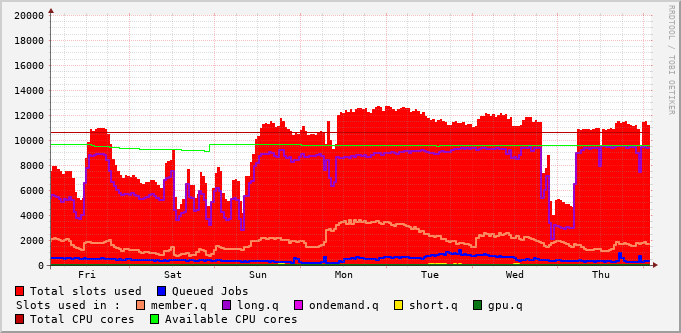 RRDTOOL / TOBI OETIKER
20000
18000
16000
14000
12000
10000
8000
6000
4000
2000
0
Fri Sat Sun Mon Tue Wed Thu
Total slots used Queued Jobs
Slots used in : member.q long.q ondemand.q short.q gpu.q
Total CPU cores Available CPU cores